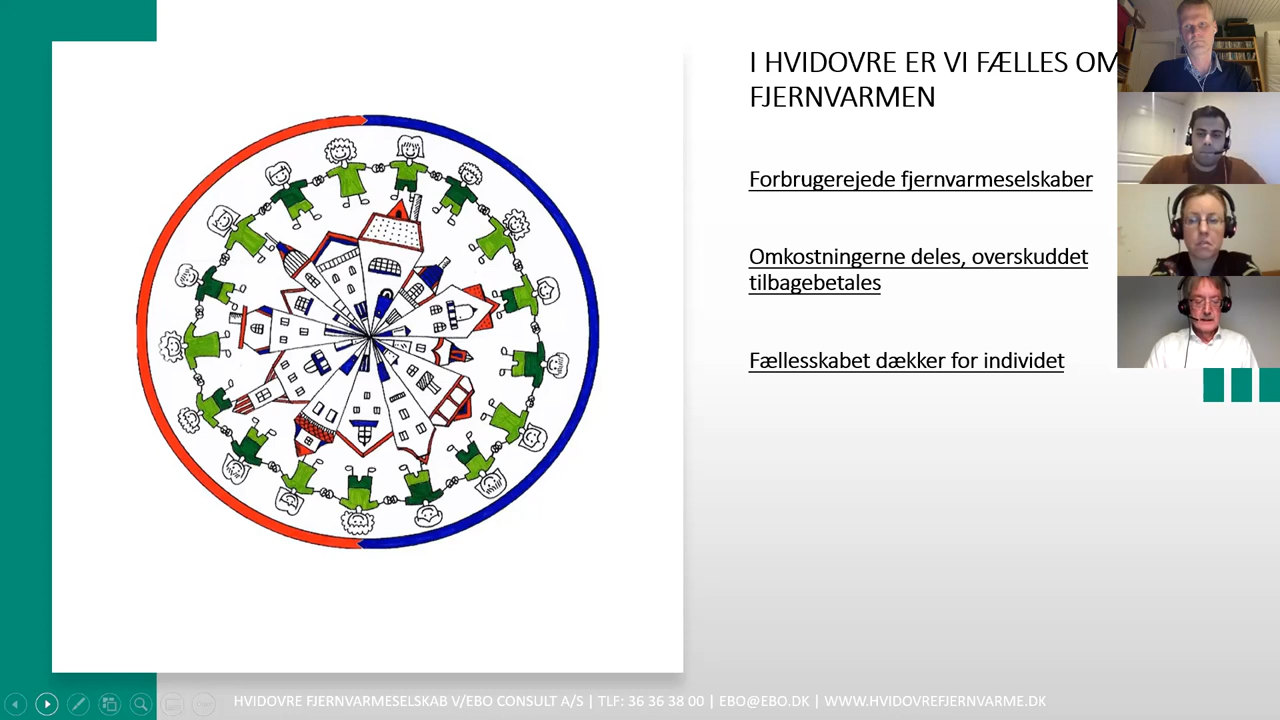 I HVIDOVRE ER VI FÆLLES OM
FJERNVARMEN
Forbrugerejede fjernvarmeselskaber
Omkostningerne deles, overskuddet
tilbagebetales
Fællesskabet dækker for individet
HVIDOVRE FJERNVARMESELSKAB V/EBO CONSULT A/S | TLF: 36 36 38 00 | EBO@EBO.DK | WWW.HVIDOVREFJERNVARME.DK